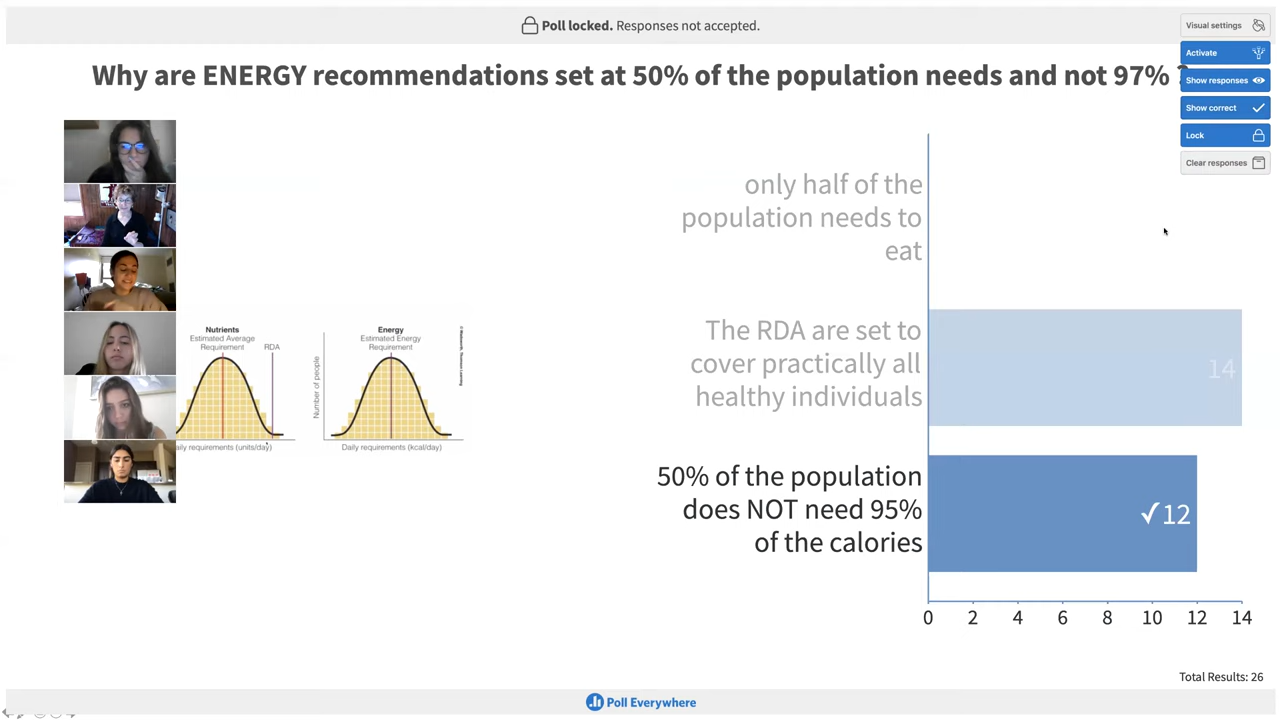 Poll locked. Responses not accepted.
Visual settings
Activate
Show responses
Show correct
Lock
Clear responses
Why are ENERGY recommendations set at 50% of the population needs and not 97%
only half of the
population needs to
eat
The RDA are set to
cover practically all
healthy individuals
14
50% of the population
does NOT need 95%
of the calories
✓12
0 2 4 6 8 10 12 14
Nutrients
Estimated Average
Requirement
RDA
aily requirements (units/day)
Energy
Estimated Energy
Requirement
Number of people
Daily requirements (kcal/day)
Total Results: 26
Poll Everywhere